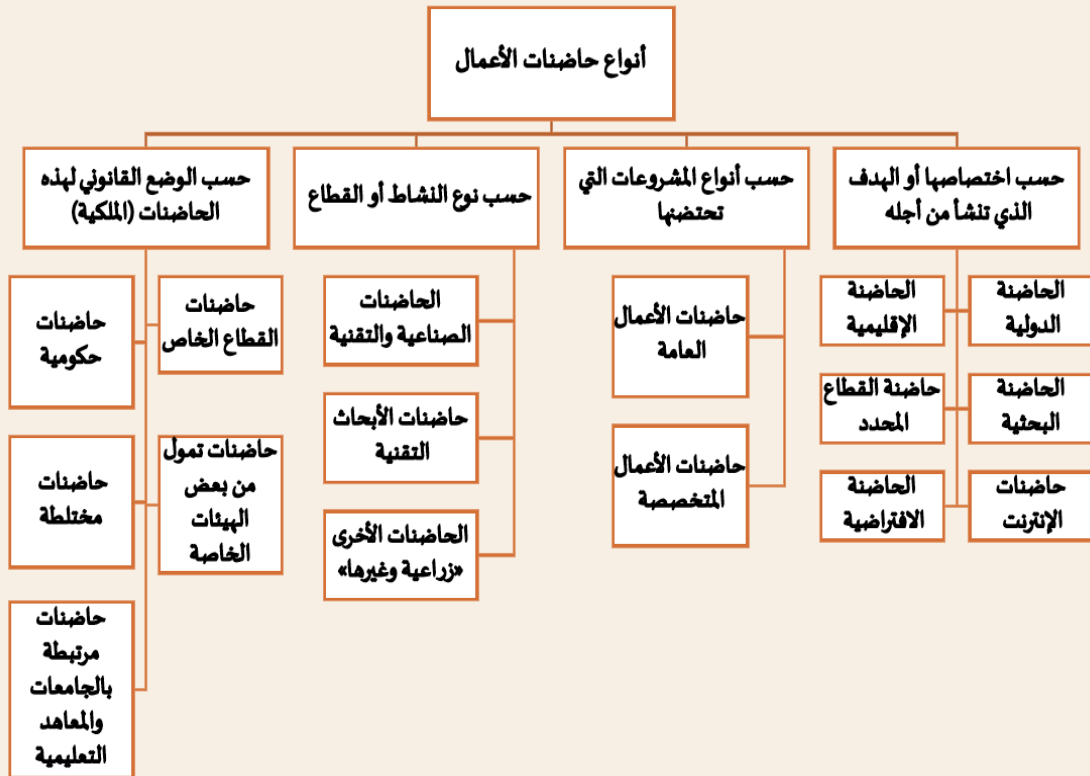 أنواع حاضنات الأعمال
حسب اختصاصها أو الهدف
الذي تنشأ من أجله
الحاضنة
الدولية
الحاضنة
الإقليمية
الحاضنة
البحثية
حاضنة القطاع
المحدد
حاضنات
الإنترنت
الحاضنة
الافتراضية
حسب أنواع المشروعات التي
تحتضنها
حاضنات الأعمال
العامة
حاضنات الأعمال
المتخصصة
حسب نوع النشاط أو القطاع
الحاضنات
الصناعية والتقنية
حاضنات الأبحاث
التقنية
الحاضنات الأخرى
«زراعية وغيرها»
حسب الوضع القانوني لهذه
الحاضنات (الملكية)
حاضنات
القطاع الخاص
حاضنات
حكومية
حاضنات تمول
من بعض
الهيئات
الخاصة
حاضنات
مختلطة
حاضنات
مرتبطة
بالجامعات
والمعاهد
التعليمية